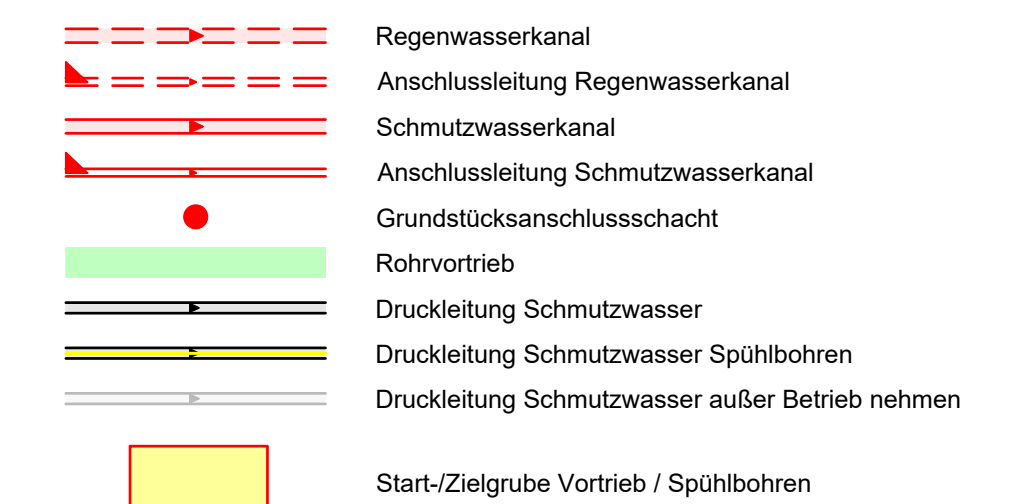 Regenwasserkanal
Anschlussleitung Regenwasserkanal
Schmutzwasserkanal
Anschlussleitung Schmutzwasserkanal
Grundstücksanschlussschacht
Rohrvortrieb
Druckleitung Schmutzwasser
Druckleitung Schmutzwasser Spühlbohren
Druckleitung Schmutzwasser außer Betrieb nehmen
Start-/Zielgrube Vortrieb / Spühlbohren